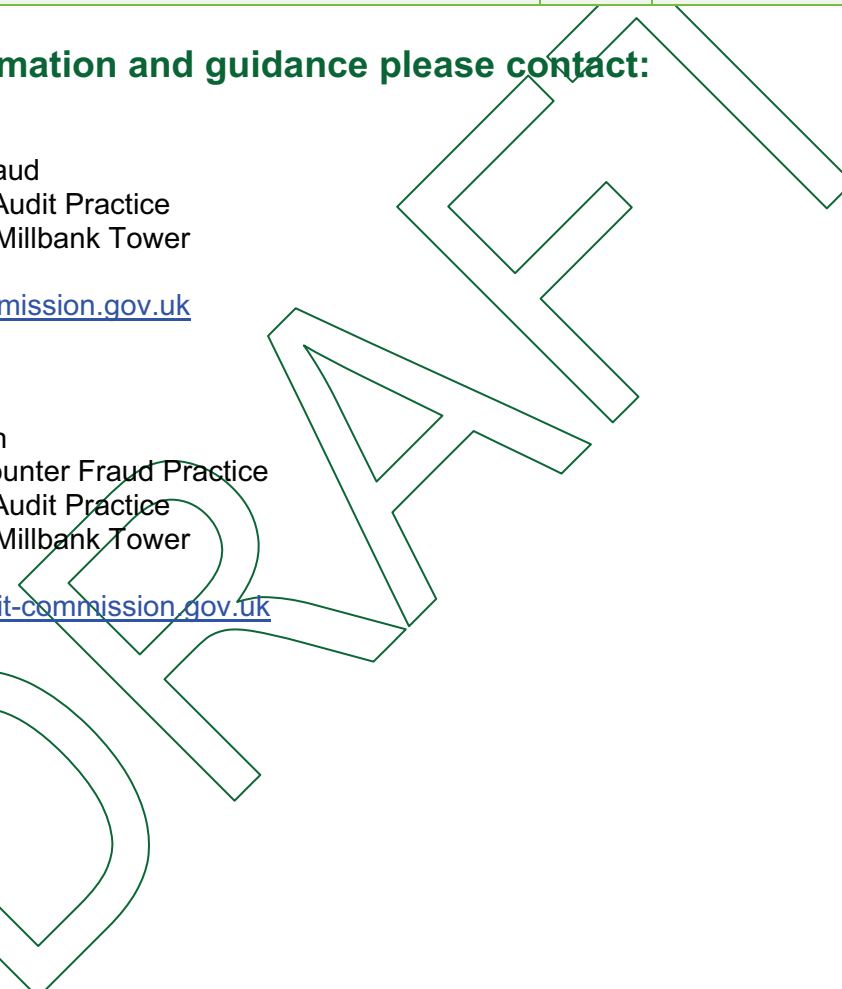 mation and guidance please contact:
aud
Audit Practice
Millbank Tower
mission.gov.uk
n
unter Fraud Practice
Audit Practice
Millbank Tower
it-commission.gov.uk
DRAFT